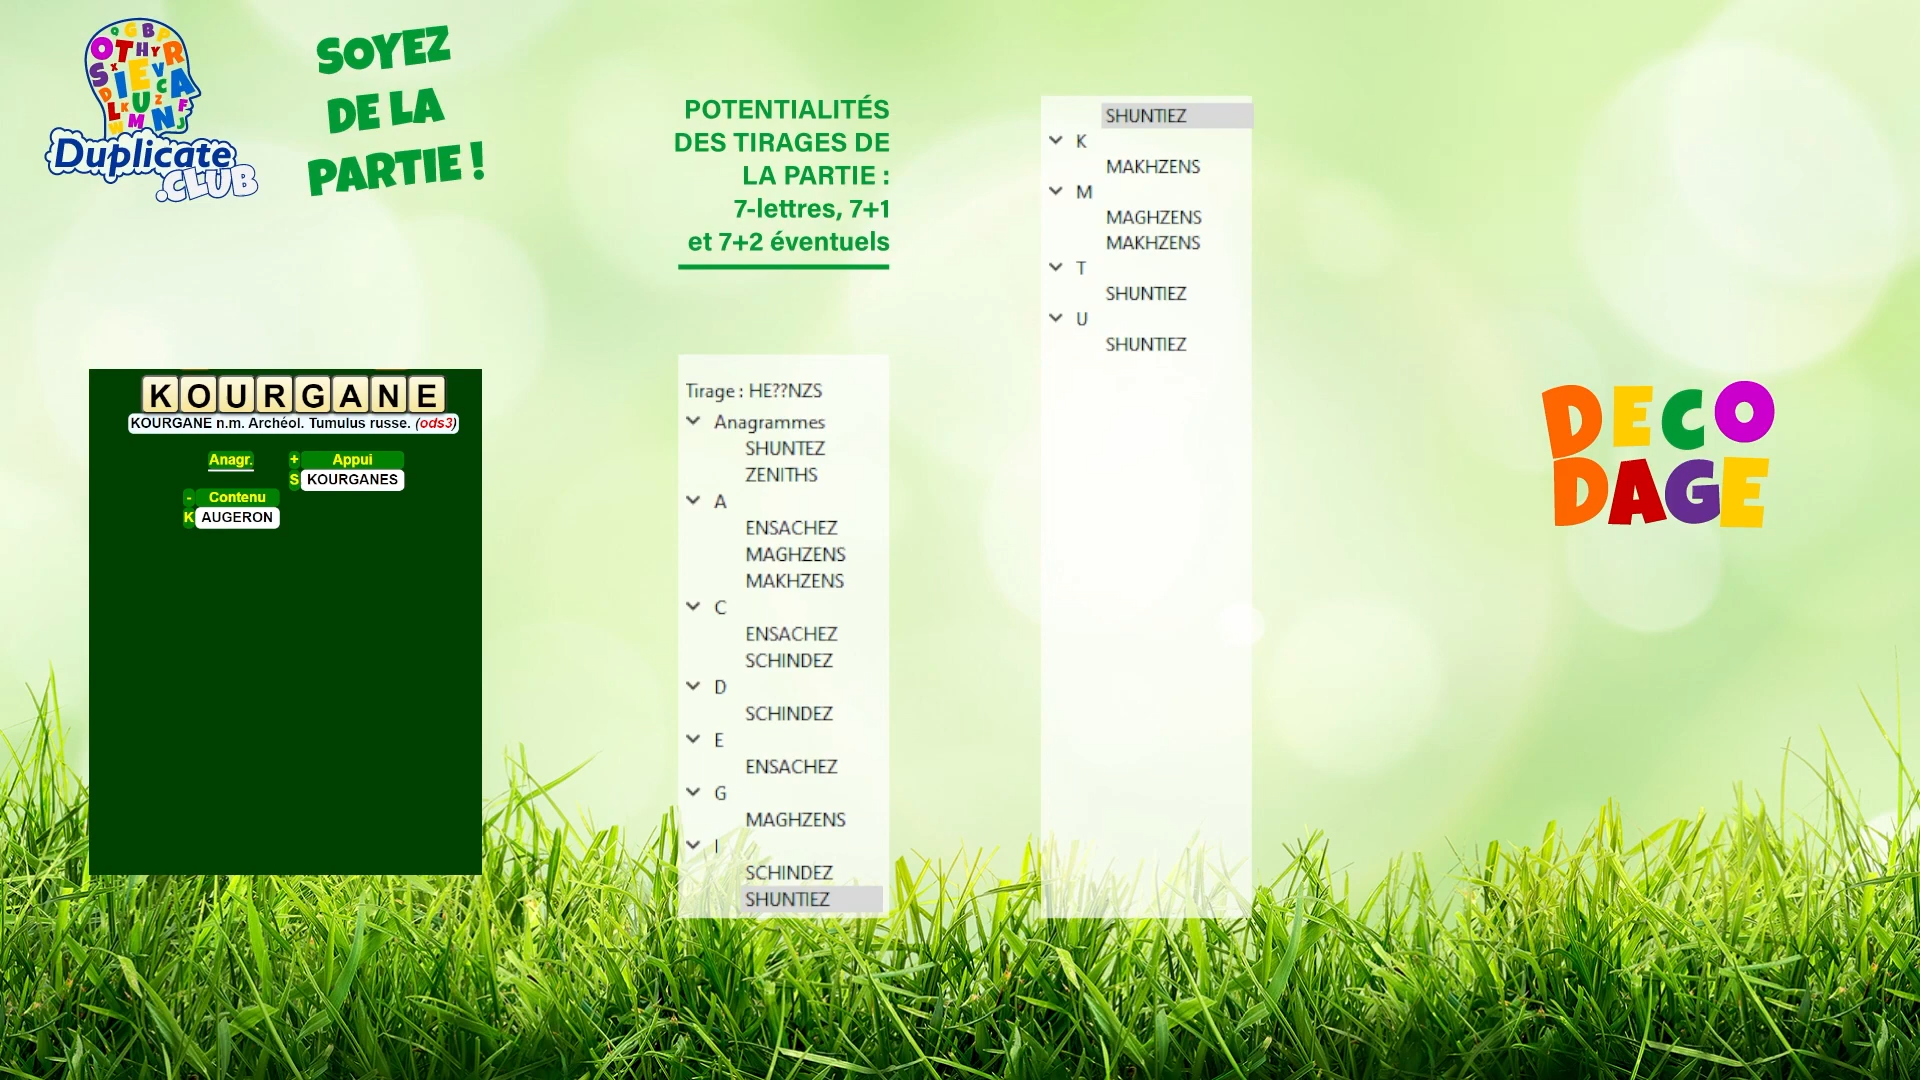 Duplicate
.CLUB
SOYEZ
DE LA
PARTIE !
KOURGANE
KOURGANE n.m. Archéol. Tumulus russe. (ods3)
Anagr.
+ Appui
S KOURGANES
- Contenu
K AUGERON
POTENTIALITÉS
DES TIRAGES DE
LA PARTIE :
7-lettres, 7+1
et 7+2 éventuels
Tirage : HE??NZS
Anagrammes
SHUNTEZ
ZENITHS
A
ENSACHEZ
MAGHZENS
MAKHZENS
C
ENSACHEZ
SCHINDEZ
D
SCHINDEZ
E
ENSACHEZ
G
MAGHZENS
I
SCHINDEZ
SHUNTIEZ
SHUNTIEZ
K
MAKHZENS
M
MAGHZENS
MAKHZENS
T
SHUNTIEZ
U
SHUNTIEZ
DECO
DAGE